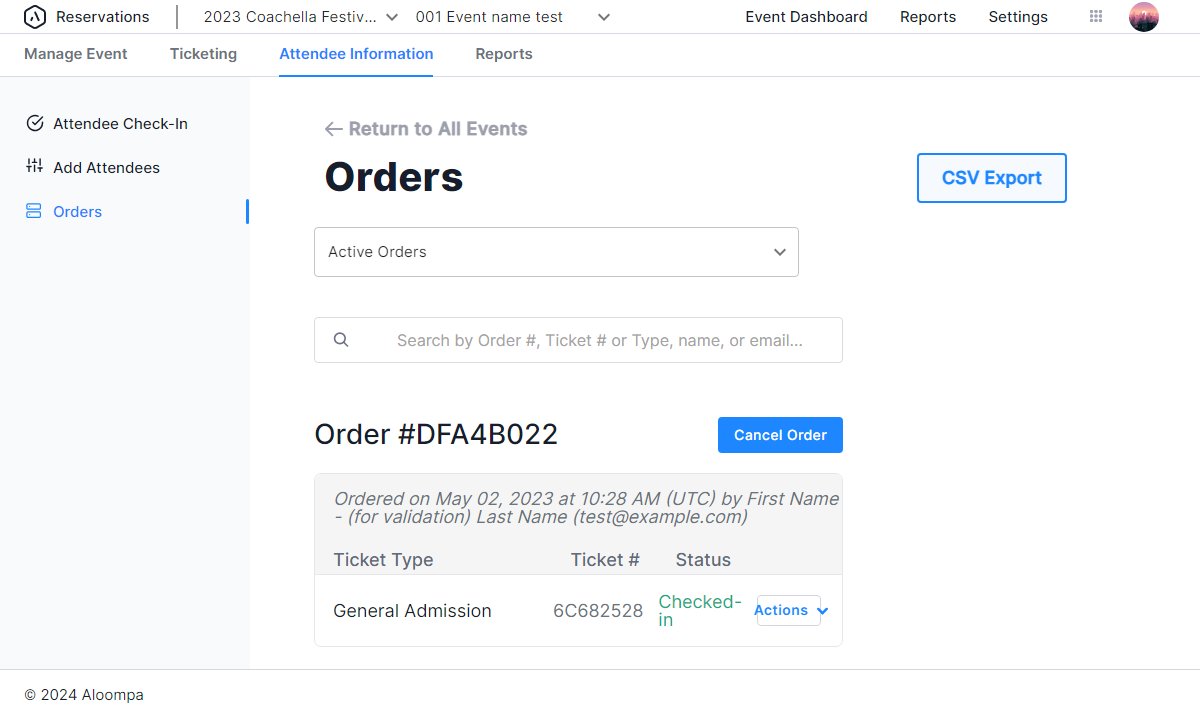 Reservations
2023 Coachella Festiv...
001 Event name test
Event Dashboard
Reports
Settings
Manage Event
Ticketing
Attendee Information
Reports
Attendee Check-In
Add Attendees
Orders
Return to All Events
Orders
CSV Export
Active Orders
Search by Order #, Ticket # or Type, name, or email...
Order #DFA4B022
Cancel Order
Ordered on May 02, 2023 at 10:28 AM (UTC) by First Name
- (for validation) Last Name (test@example.com)
Ticket Type
Ticket #
Status
General Admission
6C682528
Checked-
in
Actions
© 2024 Aloompa